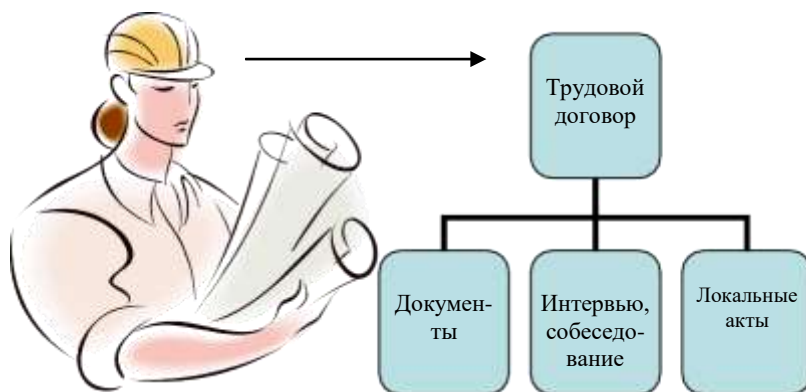 Трудовой
договор
Докумен-
ты
Интервью,
собеседо-
вание
Локальные
акты